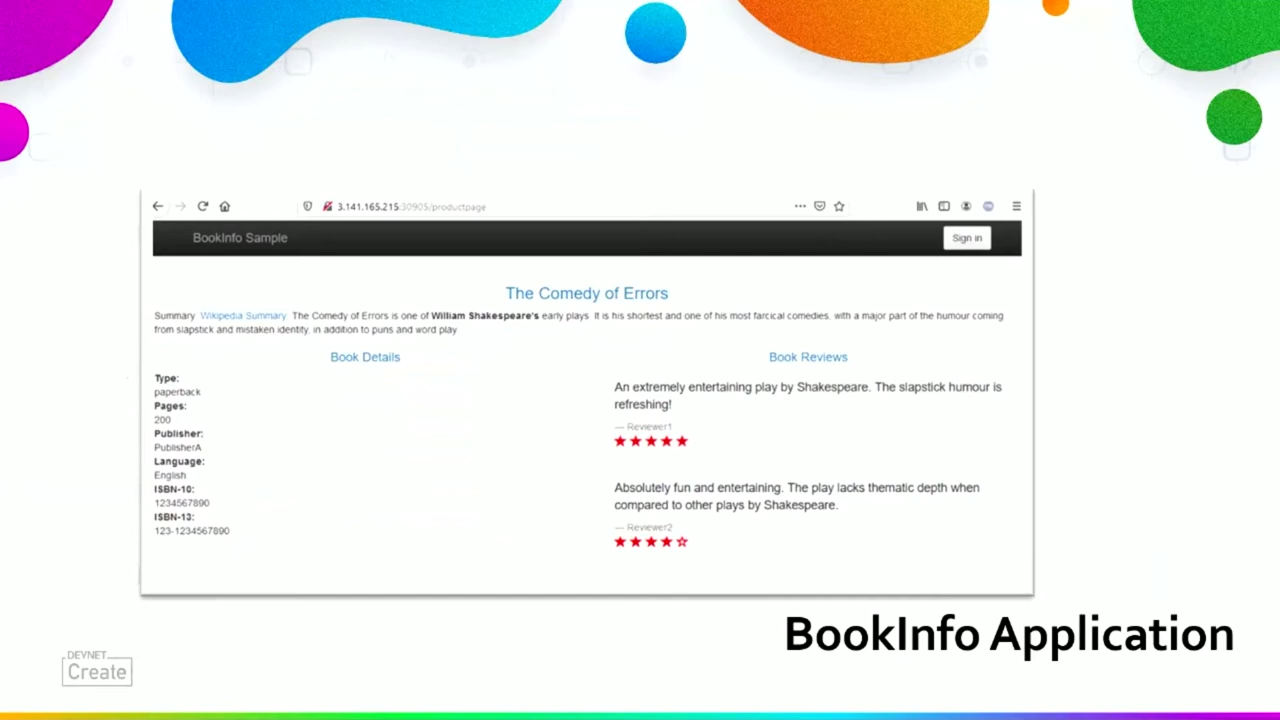 3.141.165.215:30905/productpage
BookInfo Sample
Sign in
The Comedy of Errors
Summary: Wikipedia Summary: The Comedy of Errors is one of William Shakespeare's early plays. It is his shortest and one of his most farcical comedies, with a major part of the humour coming
from slapstick and mistaken identity, in addition to puns and word play.
Book Details
Type:
paperback
Pages:
200
Publisher:
PublisherA
Language:
English
ISBN-10:
1234567890
ISBN-13:
123-1234567890
Book Reviews
An extremely entertaining play by Shakespeare. The slapstick humour is
refreshing!
— Reviewer1
Absolutely fun and entertaining. The play lacks thematic depth when
compared to other plays by Shakespeare.
— Reviewer2
BookInfo Application
DEVNET
Create